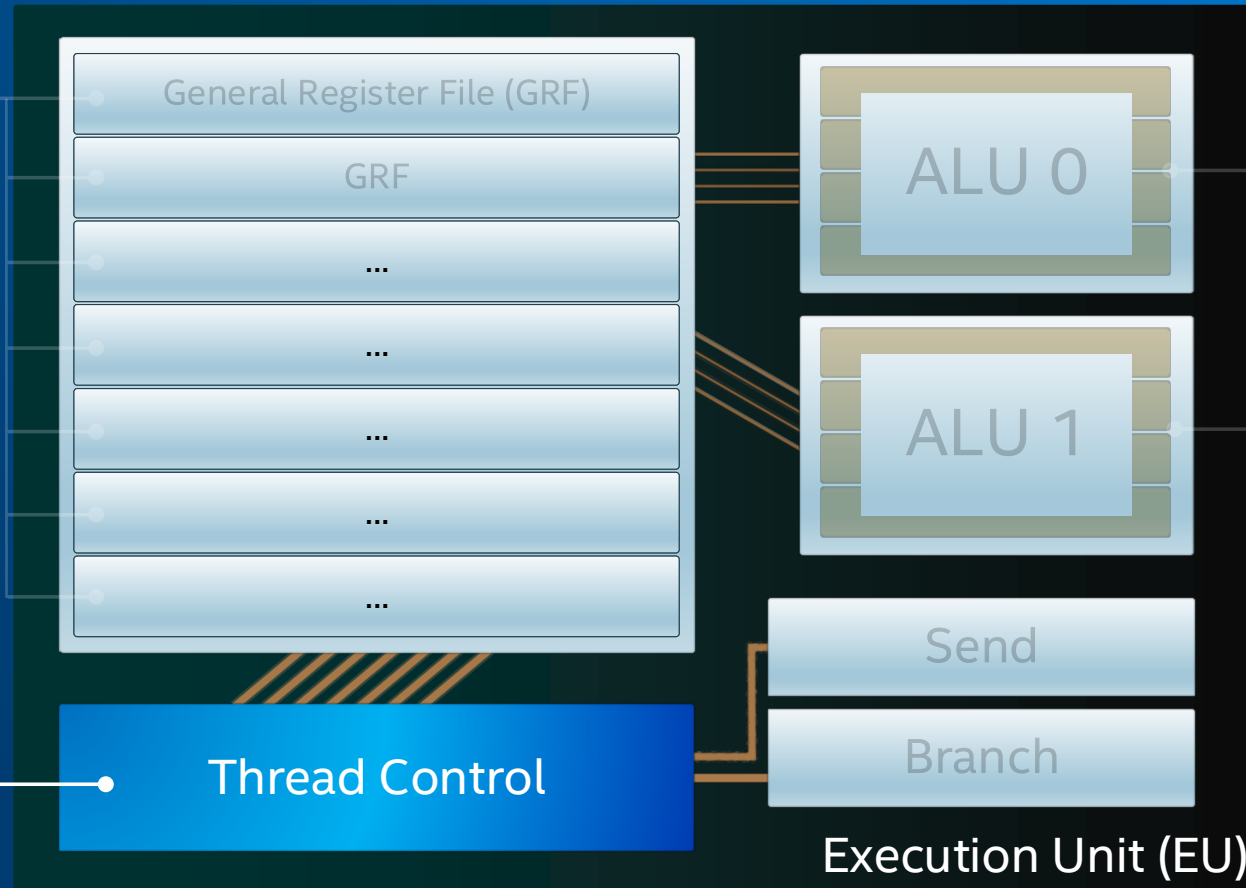 General Register File (GRF)
GRF
...
...
...
...
...
ALU 0
ALU 1
Send
Branch
Thread Control
Execution Unit (EU)